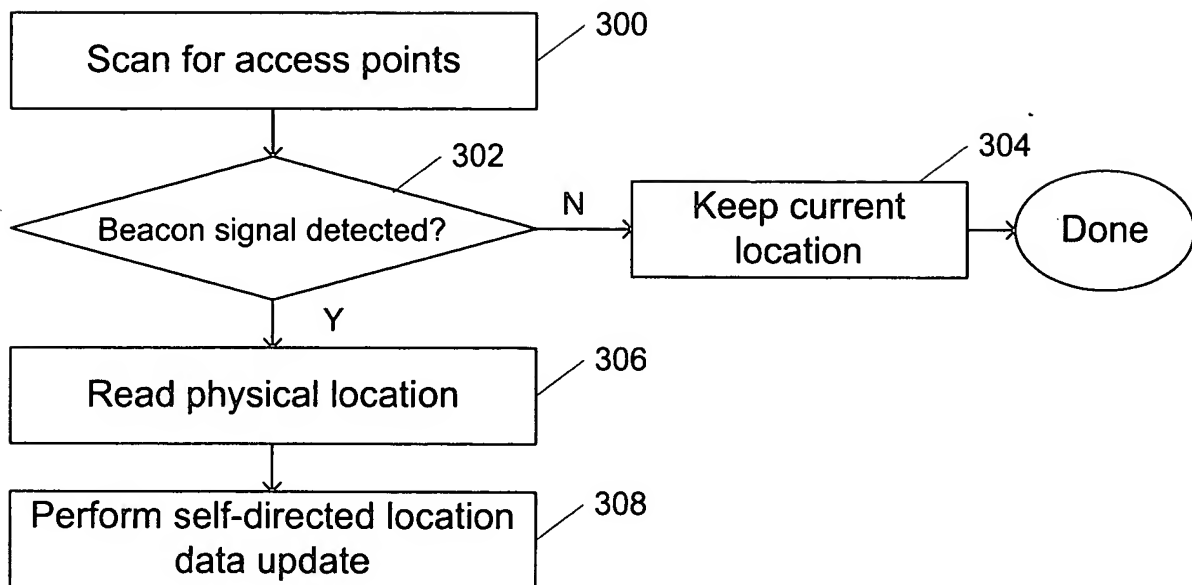 Scan for access points
300
Beacon signal detected?
302
N
Keep current
location
304
Done
Y
Read physical location
306
Perform self-directed location
data update
308